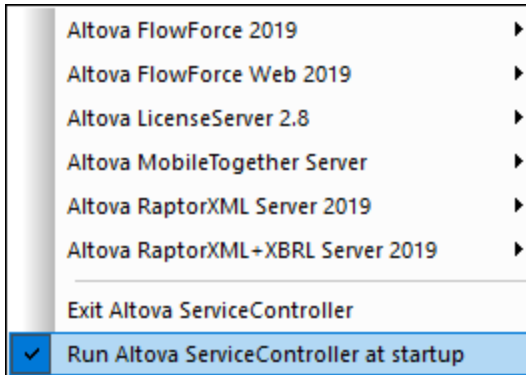 Altova FlowForce 2019
Altova FlowForce Web 2019
Altova LicenseServer 2.8
Altova MobileTogether Server
Altova RaptorXML Server 2019
Altova RaptorXML+XBRL Server 2019
Exit Altova ServiceController
Run Altova ServiceController at startup